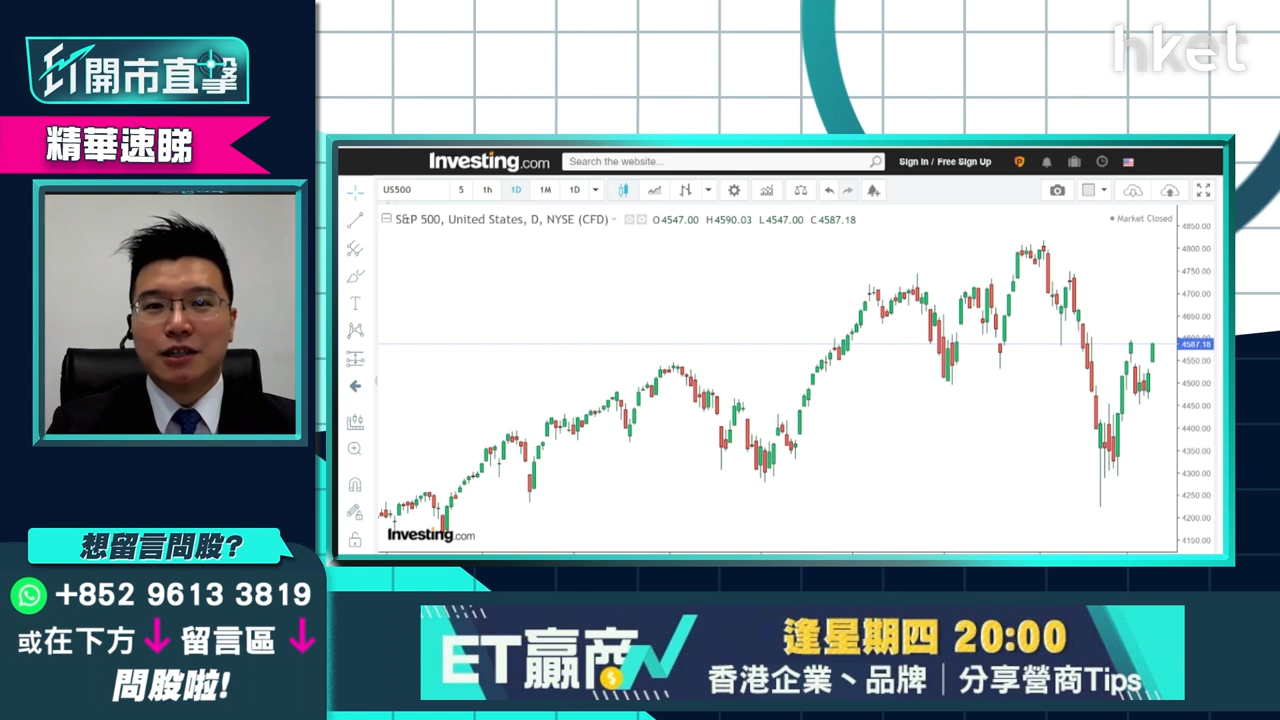 ET開市直擊
hket
精華速睇
Investing.com
Search the website...
Sign In / Free Sign Up
US500
5
1h
1D
1M
1D
S&P 500, United States, D, NYSE (CFD)
O4547.00 H4590.03 L4547.00 C4587.18
Market Closed
4850.00
4800.00
4750.00
4700.00
4650.00
4587.18
4550.00
4500.00
4450.00
4400.00
4350.00
4300.00
4250.00
4200.00
4150.00
Investing.com
想留言問股?
+852 9613 3819
或在下方↓留言區↓
問股啦!
ET贏商
逢星期四 20:00
香港企業、品牌|分享營商Tips